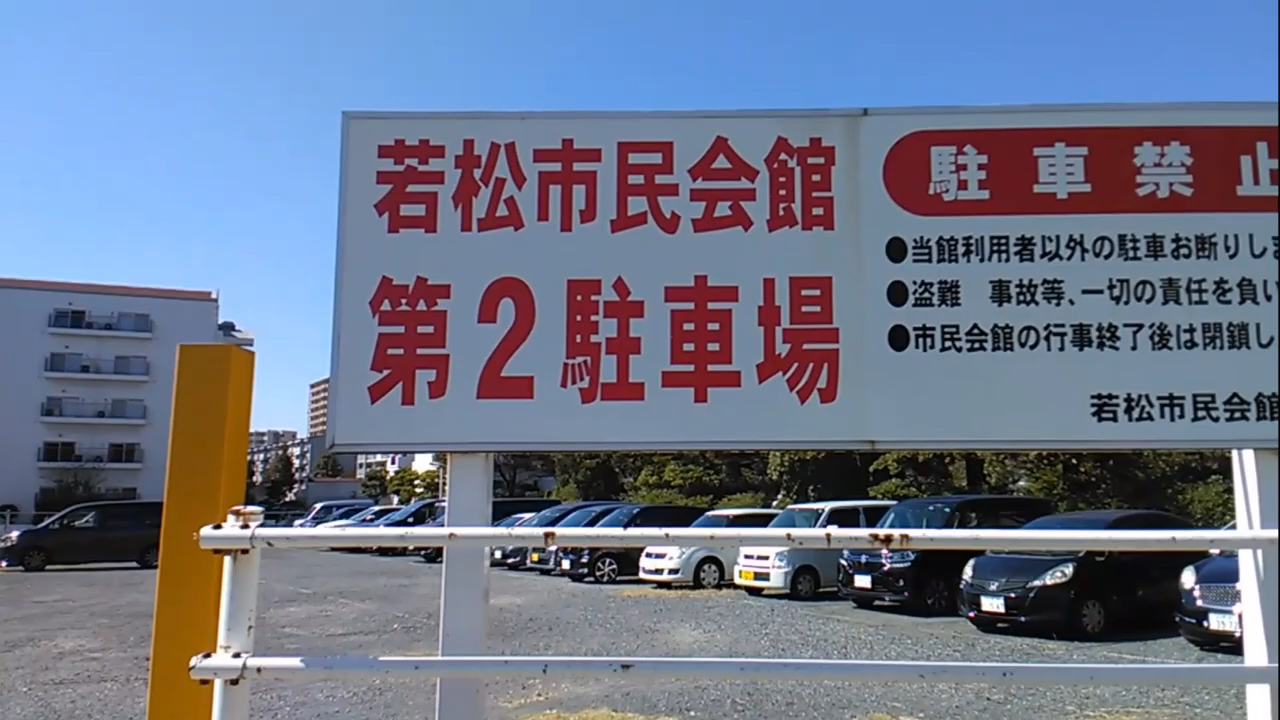 若松市民会館
第2駐車場
駐車禁止
●当館利用者以外の駐車お断りしま
●盗難　事故等、一切の責任を負い
●市民会館の行事終了後は閉鎖し
若松市民会館